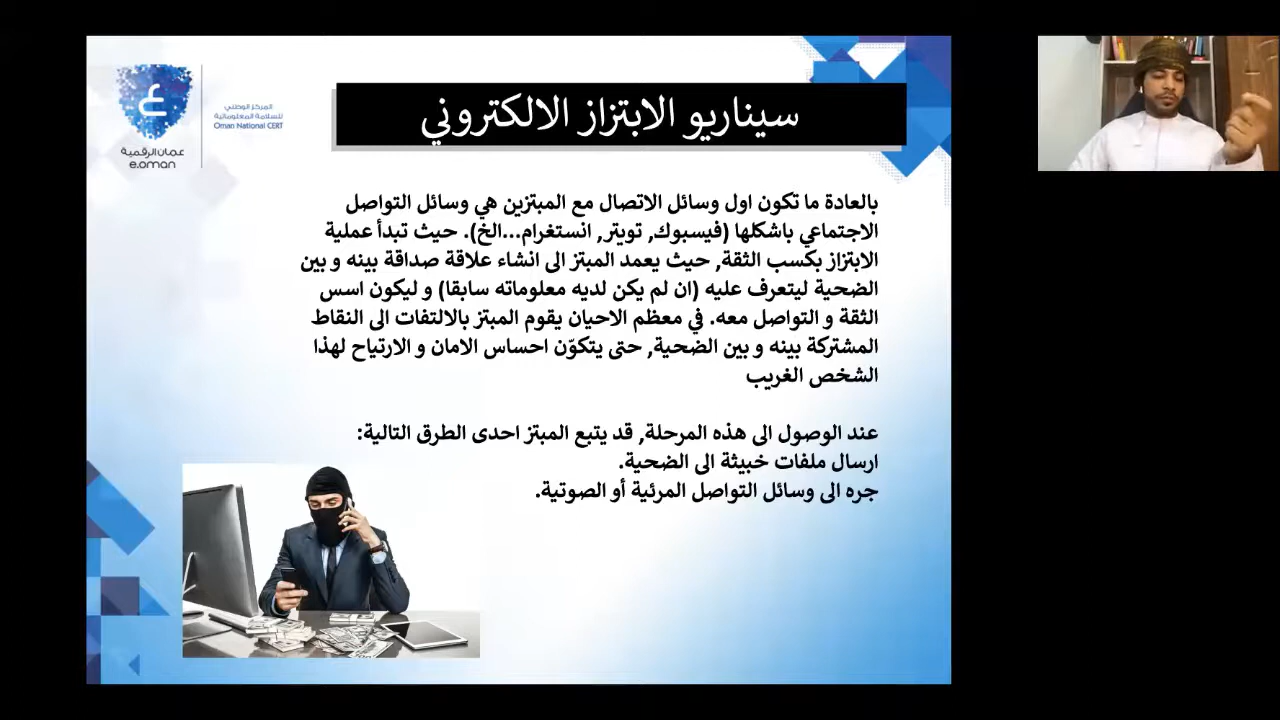 المركز الوطني
للسلامة المعلوماتية
Oman National CERT
عمان الرقمية
e.oman
سيناريو الابتزاز الالكتروني
بالعادة ما تكون اول وسائل الاتصال مع المبتزين هي وسائل التواصل
الاجتماعي باشكلها (فيسبوك, تويتر, انستغرام...الخ). حيث تبدأ عملية
الابتزاز بكسب الثقة, حيث يعمد المبتز الى انشاء علاقة صداقة بينه و بين
الضحية ليتعرف عليه (ان لم يكن لديه معلوماته سابقا) و ليكون اسس
الثقة و التواصل معه. في معظم الاحيان يقوم المبتز بالالتفات الى النقاط
المشتركة بينه و بين الضحية, حتى يتكوّن احساس الامان و الارتياح لهذا
الشخص الغريب
عند الوصول الى هذه المرحلة, قد يتبع المبتز احدى الطرق التالية:
ارسال ملفات خبيثة الى الضحية.
جره الى وسائل التواصل المرئية أو الصوتية.